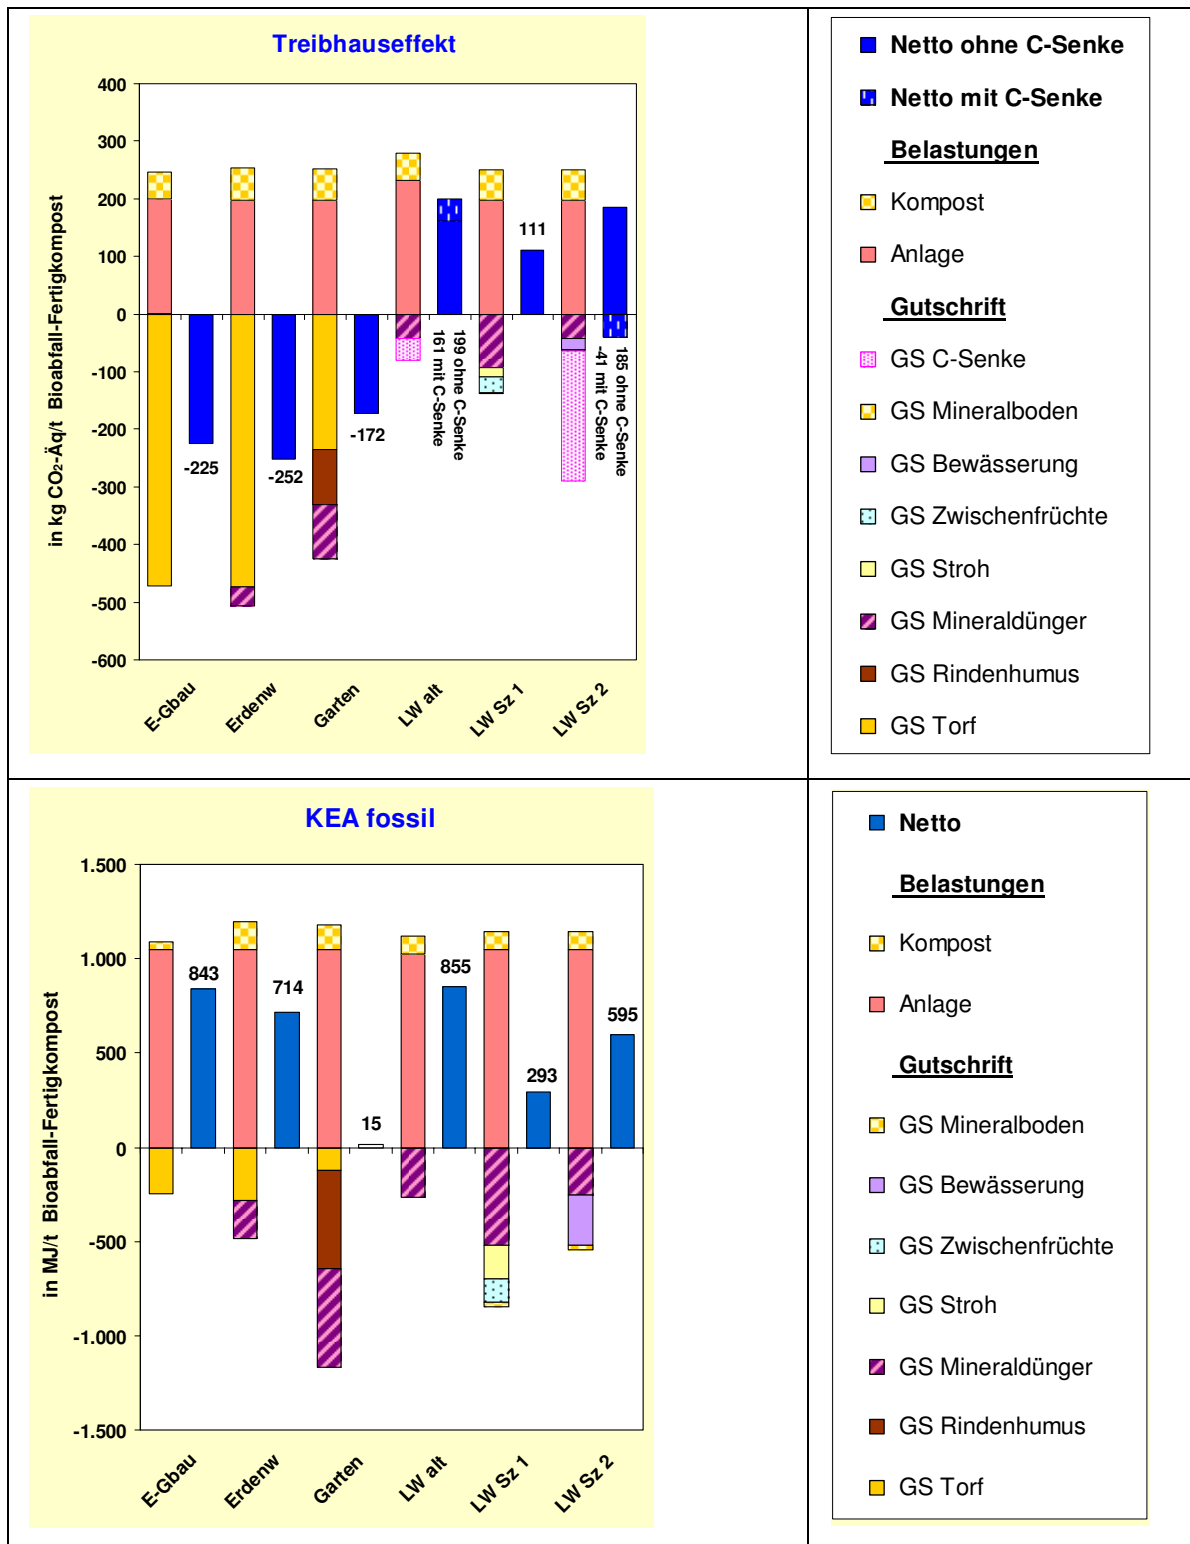 Treibhauseffekt
in kg CO₂-Äq/t Bioabfall-Fertigkompost
400
300
200
100
0
-100
-200
-300
-400
-500
-600
-225
-252
-172
199 ohne C-Senke
161 mit C-Senke
111
185 ohne C-Senke
-41 mit C-Senke
E-Gbau
Erdenw
Garten
LW alt
LW Sz 1
LW Sz 2
Netto ohne C-Senke
Netto mit C-Senke
Belastungen
Kompost
Anlage
Gutschrift
GS C-Senke
GS Mineralboden
GS Bewässerung
GS Zwischenfrüchte
GS Stroh
GS Mineraldünger
GS Rindenhumus
GS Torf
KEA fossil
in MJ/t Bioabfall-Fertigkompost
1.500
1.000
500
0
-500
-1.000
-1.500
843
714
15
855
293
595
E-Gbau
Erdenw
Garten
LW alt
LW Sz 1
LW Sz 2
Netto
Belastungen
Kompost
Anlage
Gutschrift
GS Mineralboden
GS Bewässerung
GS Zwischenfrüchte
GS Stroh
GS Mineraldünger
GS Rindenhumus
GS Torf